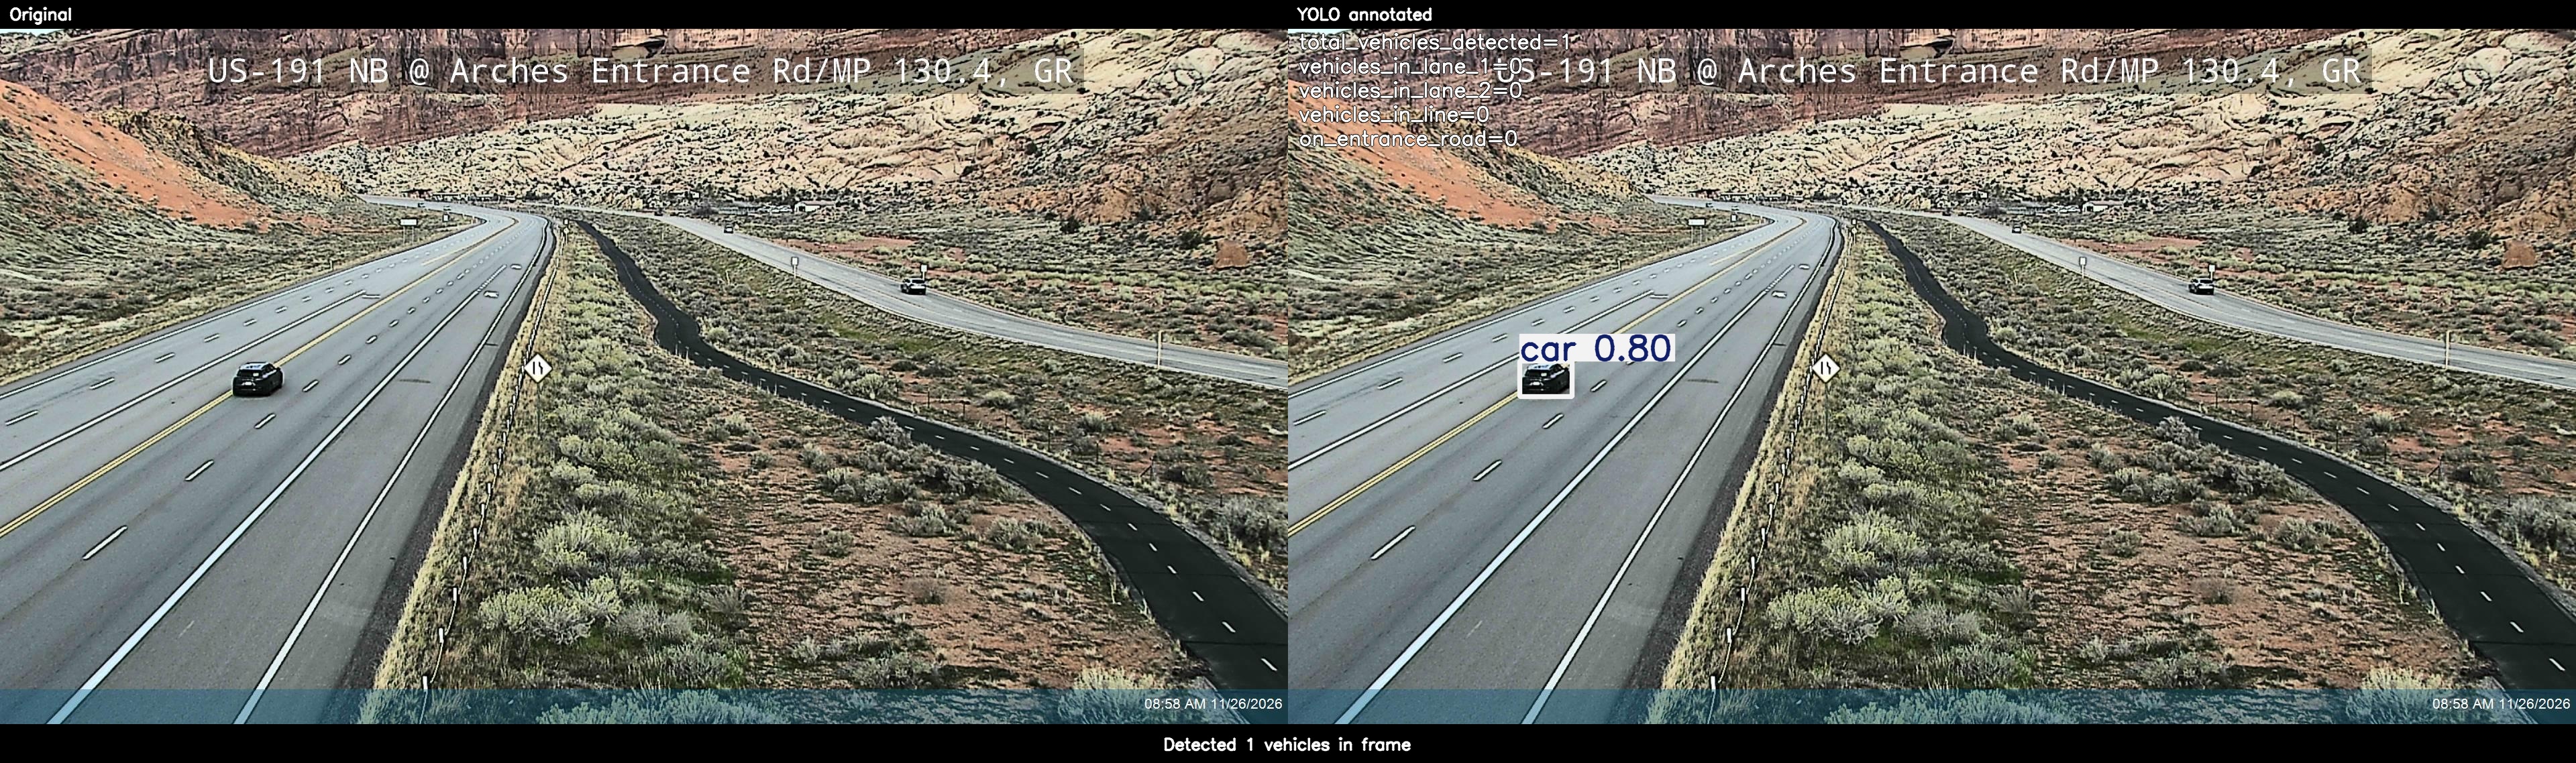 Original
US-191 NB @ Arches Entrance Rd/MP 130.4, GR
08:58 AM 11/26/2026
YOLO annotated
total_vehicles_detected=1
vehicles_in_lane_1=0
US-191 NB @ Arches Entrance Rd/MP 130.4, GR
vehicles_in_lane_2=0
vehicles_in_line=0
on_entrance_road=0
car 0.80
08:58 AM 11/26/2026
Detected 1 vehicles in frame